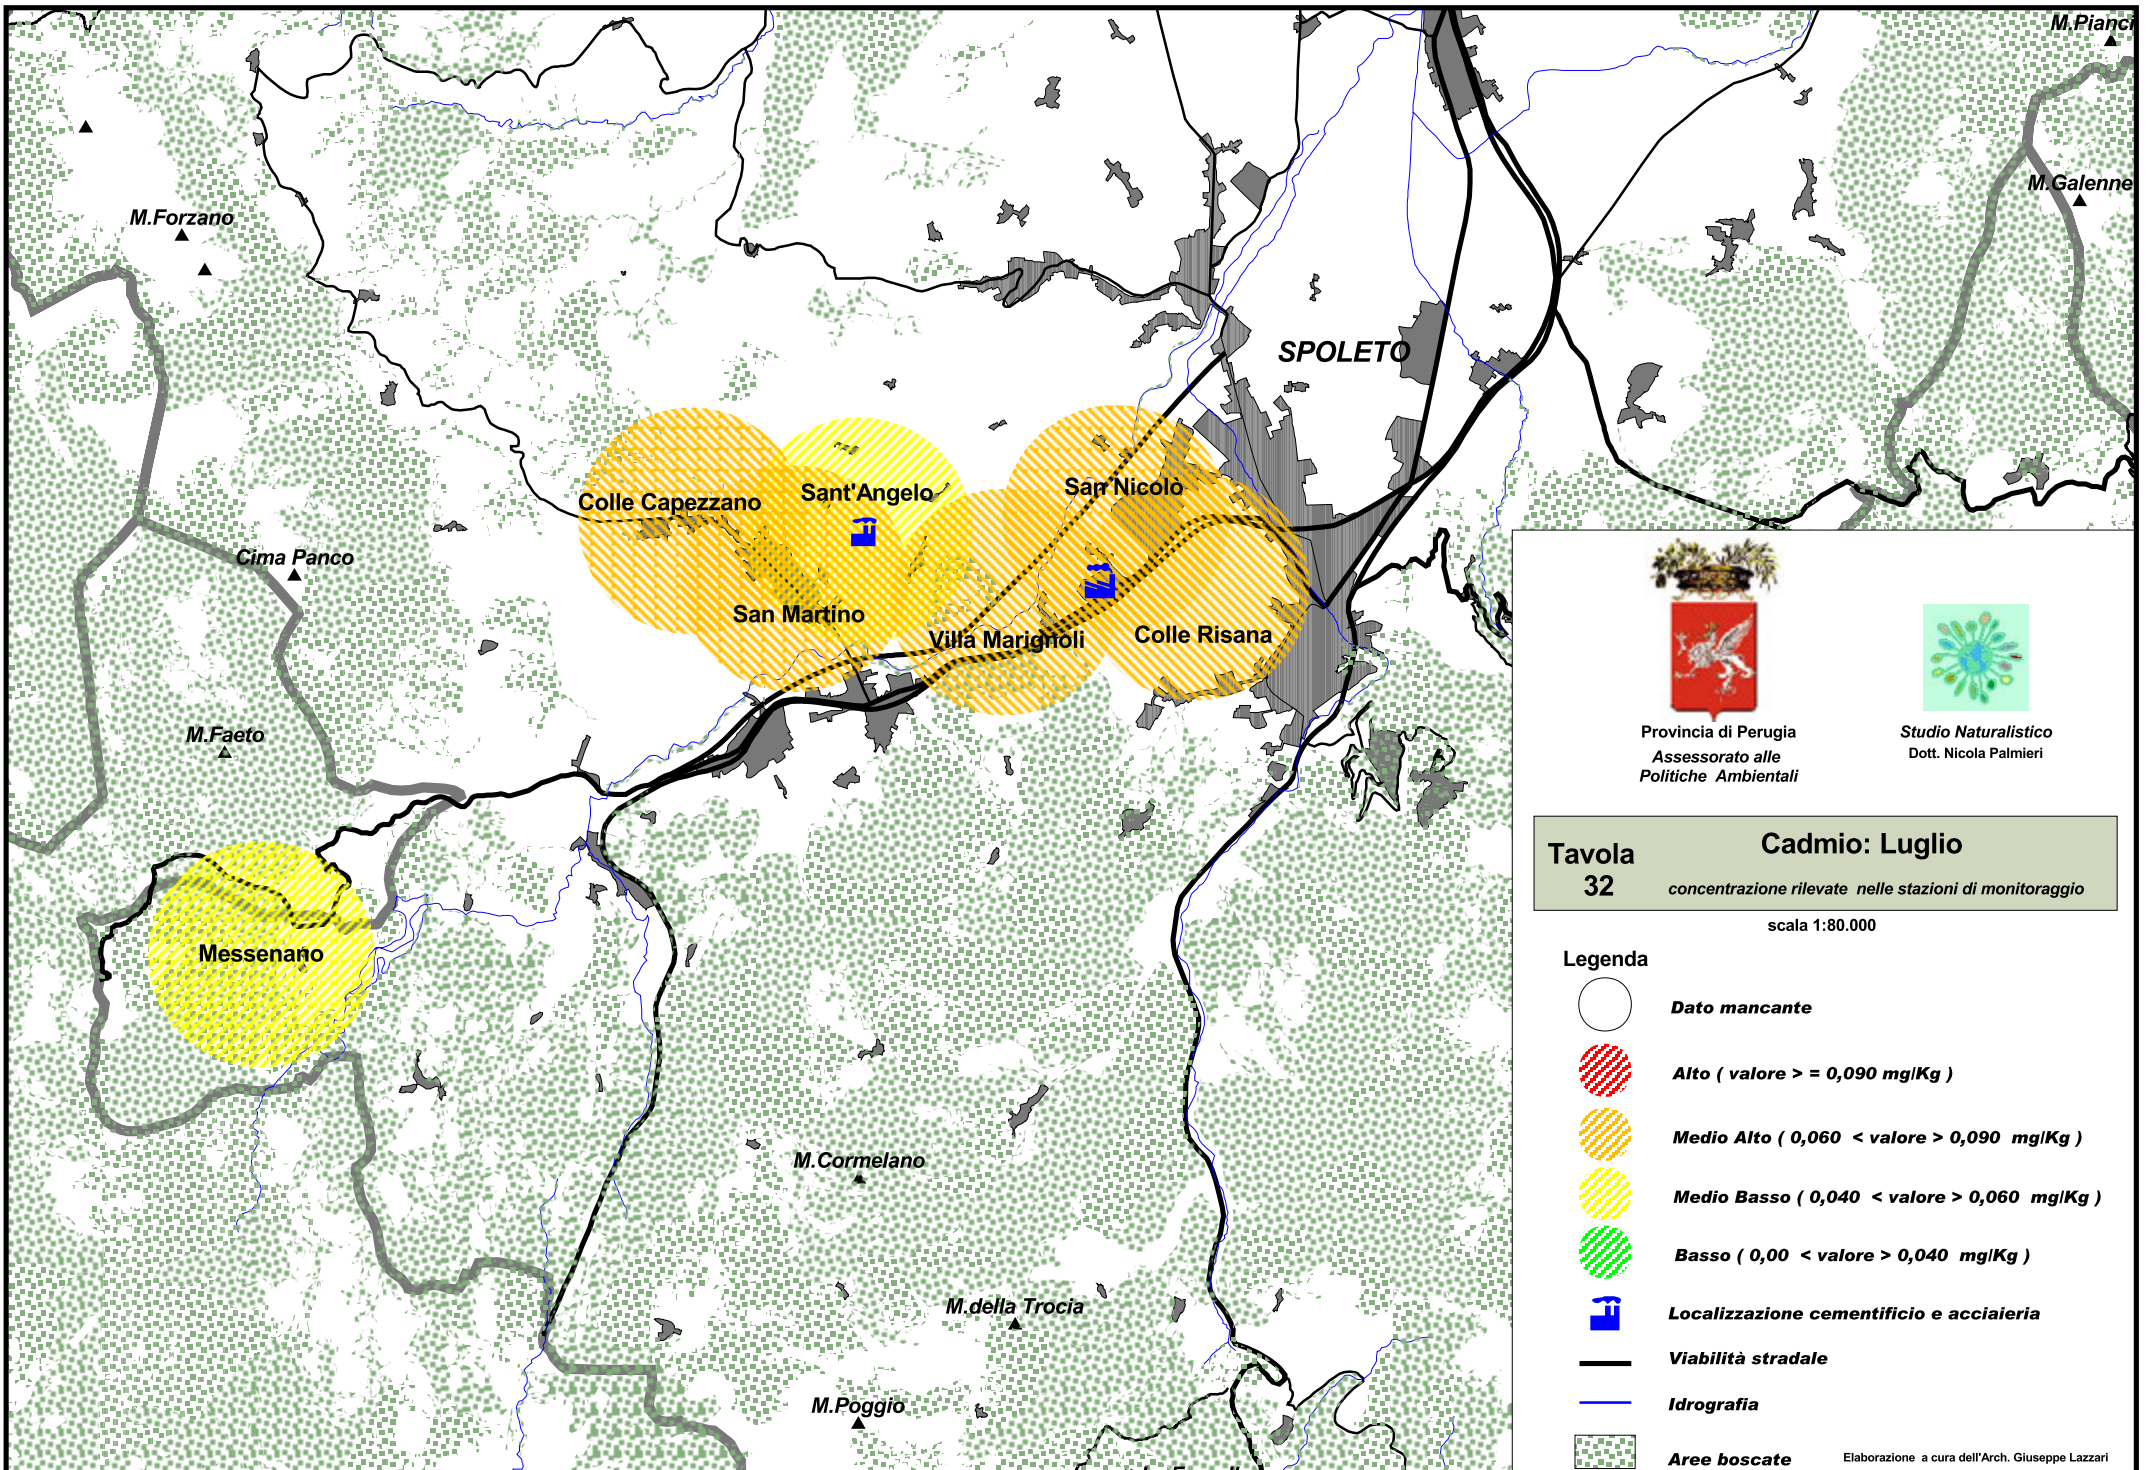 M.Pianci
M.Galenne
M.Forzano
SPOLETO
Colle Capezzano
Sant'Angelo
San Nicolò
Cima Panco
San Martino
Villa Marignoli
Colle Risana
M.Faeto
Messenano
M.Cormelano
M.della Trocia
M.Poggio
Provincia di Perugia
Assessorato alle
Politiche Ambientali
Studio Naturalistico
Dott. Nicola Palmieri
Tavola
32
Cadmio: Luglio
concentrazione rilevate nelle stazioni di monitoraggio
scala 1:80.000
Legenda
Dato mancante
Alto ( valore > = 0,090 mg/Kg )
Medio Alto ( 0,060 < valore > 0,090 mg/Kg )
Medio Basso ( 0,040 < valore > 0,060 mg/Kg )
Basso ( 0,00 < valore > 0,040 mg/Kg )
Localizzazione cementificio e acciaieria
Viabilità stradale
Idrografia
Aree boscate
Elaborazione a cura dell'Arch. Giuseppe Lazzari